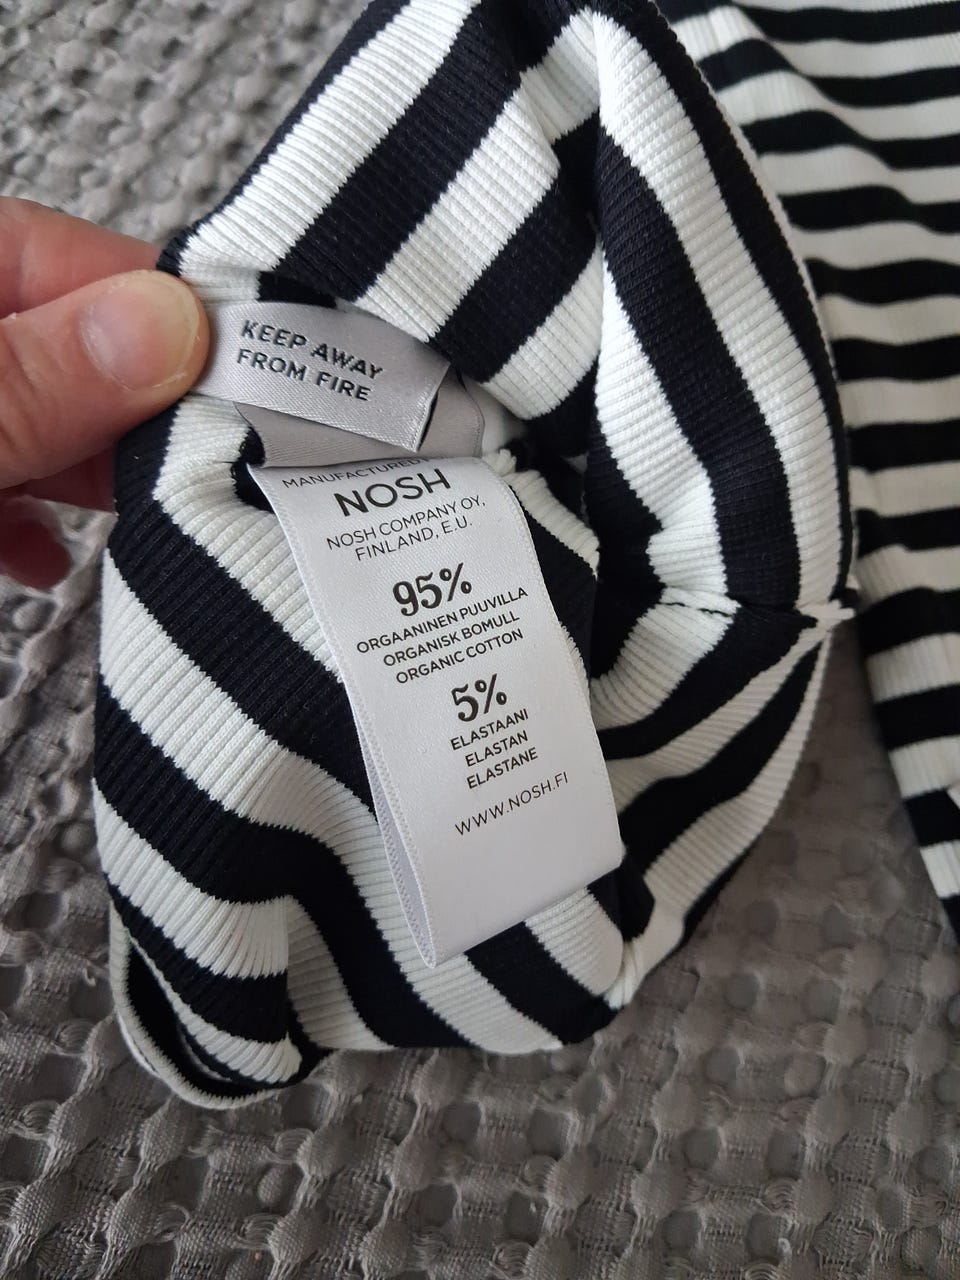 KEEP AWAY
FROM FIRE
MANUFACTURED
NOSH
NOSH COMPANY OY,
FINLAND, E.U.
95%
ORGAANINEN PUUVILLA
ORGANISK BOMULL
ORGANIC COTTON
5%
ELASTAANI
ELASTAN
ELASTANE
WWW.NOSH.FI